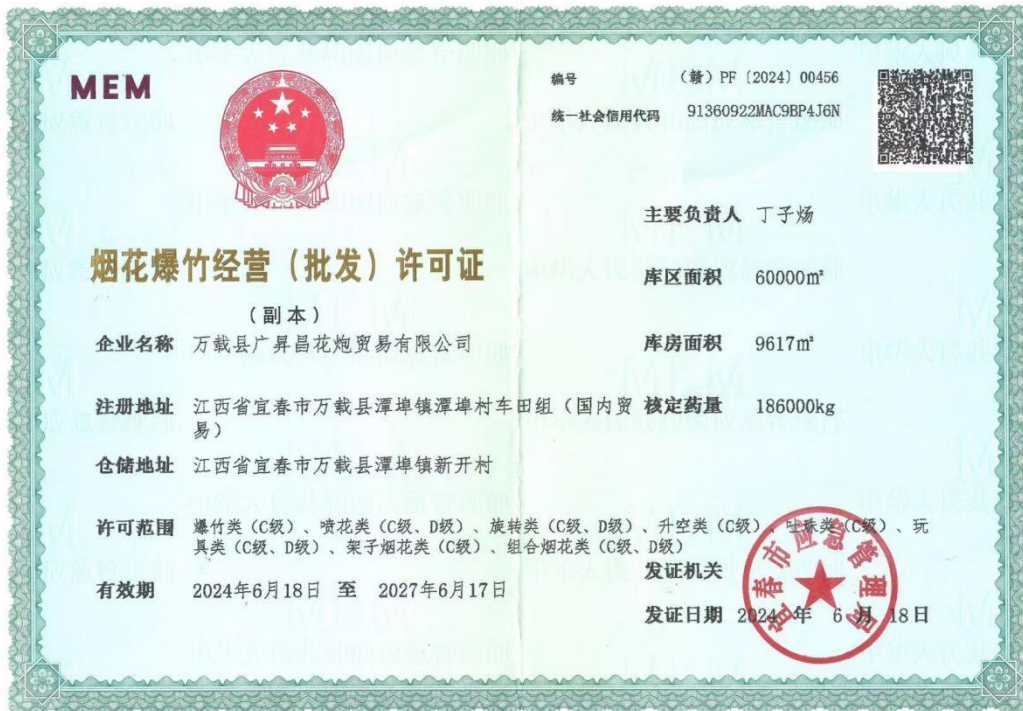 MEM
编号 （赣）PF〔2024〕00456
统一社会信用代码 91360922MAC9BP4J6N
烟花爆竹经营（批发）许可证
（副本）
主要负责人 丁子炀
库区面积 60000㎡
企业名称 万载县广昇昌花炮贸易有限公司
库房面积 9617㎡
注册地址 江西省宜春市万载县潭埠镇潭埠村车田组（国内贸
易）
核定药量 186000kg
仓储地址 江西省宜春市万载县潭埠镇新开村
许可范围 爆竹类（C级）、喷花类（C级、D级）、旋转类（C级、D级）、升空类（C级）、吐珠类（C级）、玩
具类（C级、D级）、架子烟花类（C级）、组合烟花类（C级、D级）
有效期 2024年6月18日 至 2027年6月17日
发证机关
宜春市应急管理局
发证日期 2024 年 6 月 18日